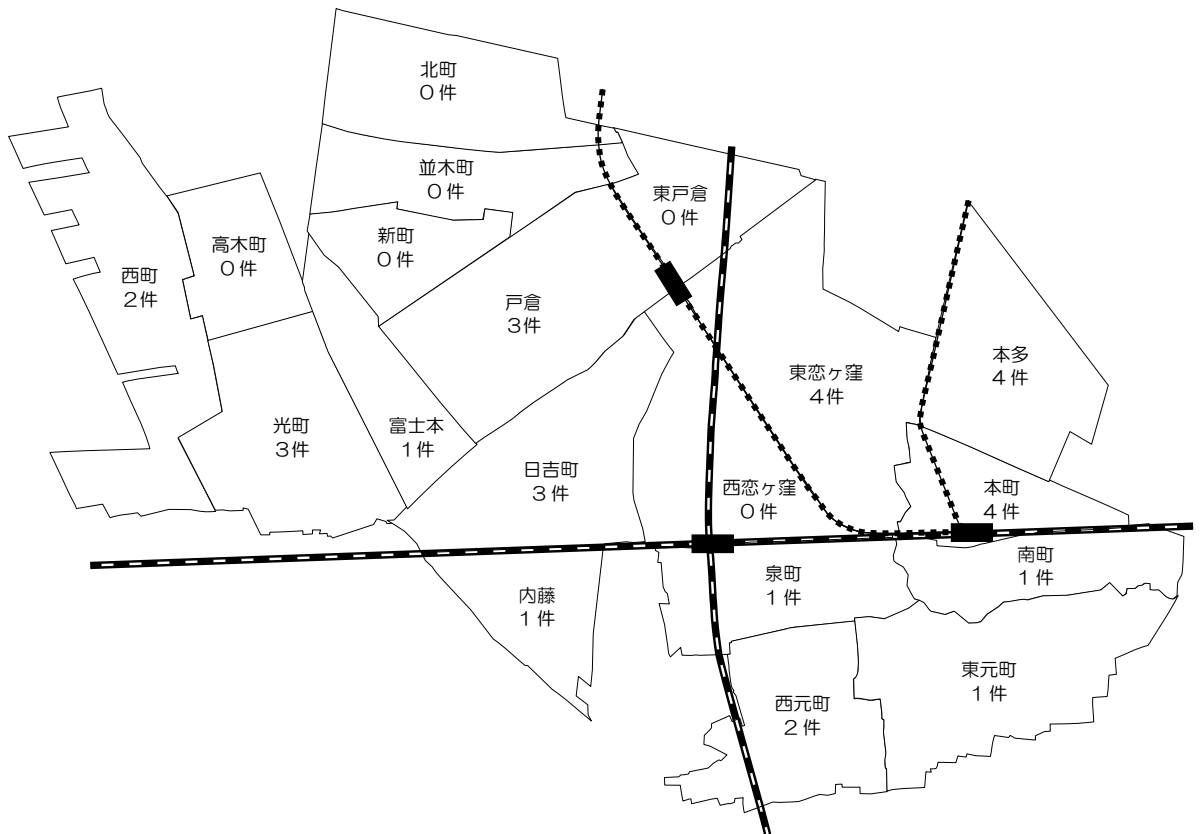 北町
０件
並木町
０件
東戸倉
０件
新町
０件
高木町
０件
西町
２件
戸倉
３件
本多
４件
東恋ヶ窪
４件
光町
３件
富士本
１件
日吉町
３件
西恋ヶ窪
０件
本町
４件
南町
１件
泉町
１件
内藤
１件
東元町
１件
西元町
２件